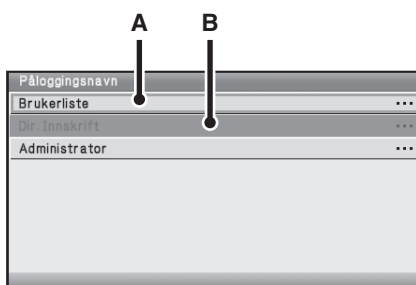 A B
Påloggingsnavn
Brukerliste ...
Dir. Innskrift ...
Administrator ...